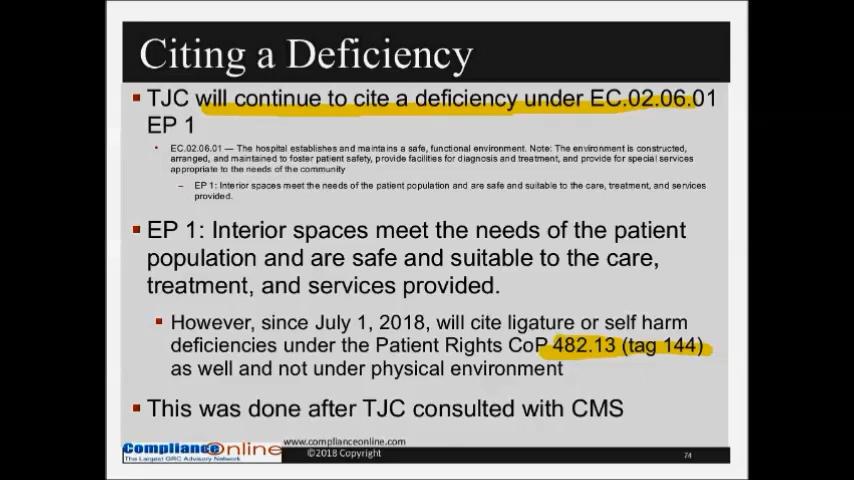 Citing a Deficiency
TJC will continue to cite a deficiency under EC.02.06.01
EP 1
EC.02.06.01 — The hospital establishes and maintains a safe, functional environment. Note: The environment is constructed,
arranged, and maintained to foster patient safety, provide facilities for diagnosis and treatment, and provide for special services
appropriate to the needs of the community
– EP 1: Interior spaces meet the needs of the patient population and are safe and suitable to the care, treatment, and services
provided.
EP 1: Interior spaces meet the needs of the patient
population and are safe and suitable to the care,
treatment, and services provided.
However, since July 1, 2018, will cite ligature or self harm
deficiencies under the Patient Rights CoP 482.13 (tag 144)
as well and not under physical environment
This was done after TJC consulted with CMS
www.complianceonline.com
ComplianceOnline
The Largest GRC Advisory Network
©2018 Copyright
74